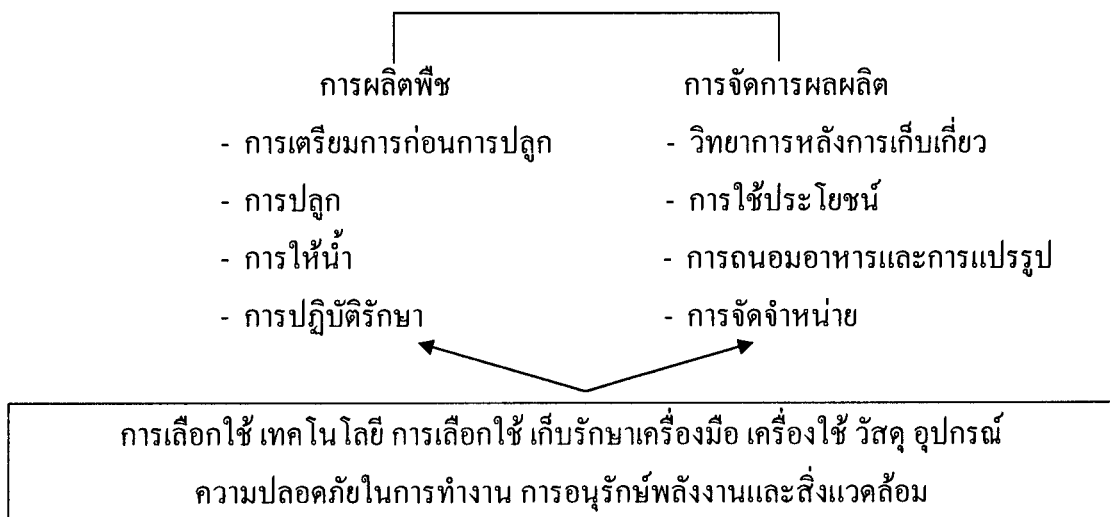 การผลิตพืช
- การเตรียมการก่อนการปลูก
- การปลูก
- การให้น้ำ
- การปฏิบัติรักษา
การจัดการผลผลิต
- วิทยาการหลังการเก็บเกี่ยว
- การใช้ประโยชน์
- การถนอมอาหารและการแปรรูป
- การจัดจำหน่าย
การเลือกใช้ เทคโนโลยี การเลือกใช้ เก็บรักษาเครื่องมือ เครื่องใช้ วัสดุ อุปกรณ์
ความปลอดภัยในการทำงาน การอนุรักษ์พลังงานและสิ่งแวดล้อม